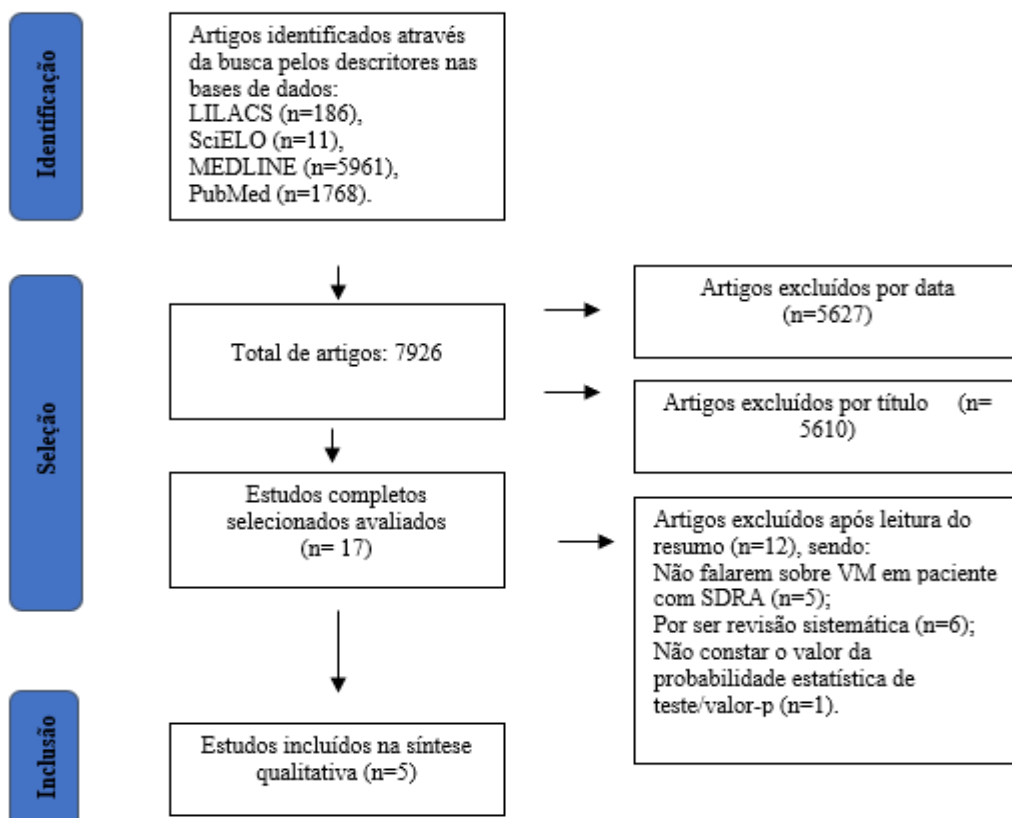 Identificação
Artigos identificados através
da busca pelos descritores nas
bases de dados:
LILACS (n=186),
SciELO (n=11),
MEDLINE (n=5961),
PubMed (n=1768).
Seleção
Total de artigos: 7926
Artigos excluídos por data
(n=5627)
Artigos excluídos por título (n=
5610)
Estudos completos
selecionados avaliados
(n= 17)
Artigos excluídos após leitura do
resumo (n=12), sendo:
Não falarem sobre VM em paciente
com SDRA (n=5);
Por ser revisão sistemática (n=6);
Não constar o valor da
probabilidade estatística de
teste/valor-p (n=1).
Inclusão
Estudos incluídos na síntese
qualitativa (n=5)